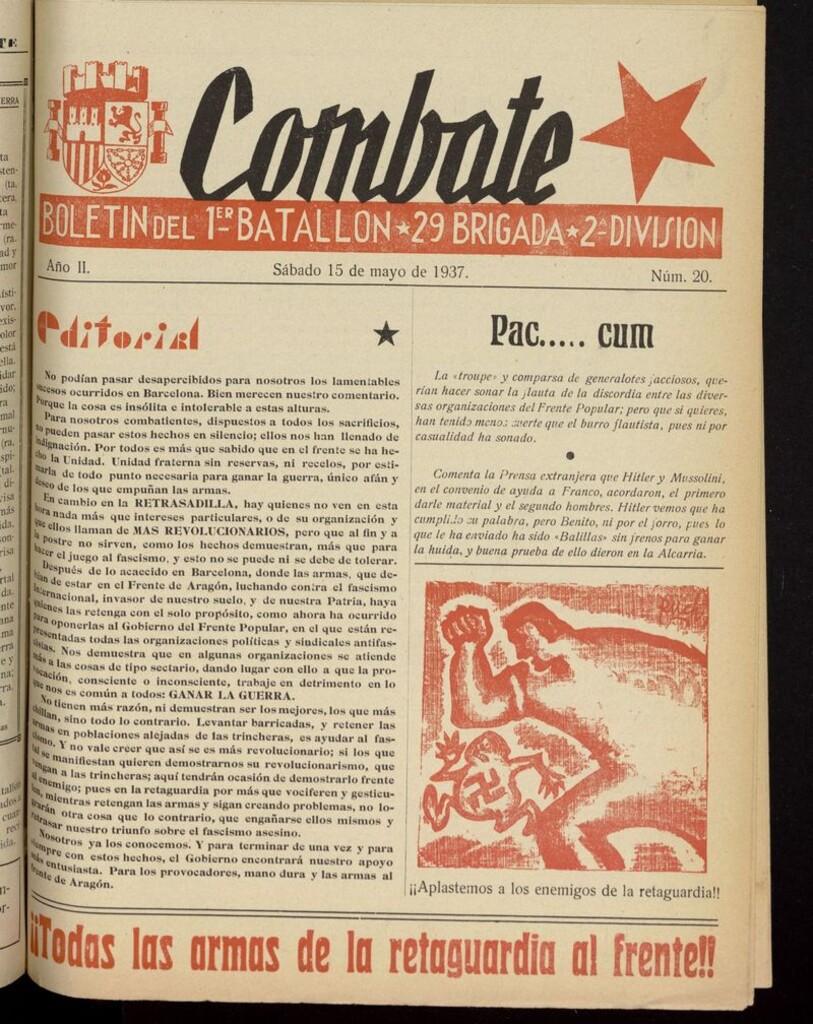 Combate
BOLETIN DEL 1ER BATALLON ★ 29 BRIGADA ★ 2ª DIVISION
Año II.
Sábado 15 de mayo de 1937.
Núm. 20.
Editorial
No podían pasar desapercibidos para nosotros los lamentables
sucesos ocurridos en Barcelona. Bien merecen nuestro comentario.
Porque la cosa es insólita e intolerable a estas alturas.
Para nosotros combatientes, dispuestos a todos los sacrificios,
no pueden pasar estos hechos en silencio; ellos nos han llenado de
indignación. Por todos es más que sabido que en el frente se ha he-
cho la Unidad. Unidad fraterna sin reservas, ni recelos, por esti-
marla de todo punto necesaria para ganar la guerra, único afán y
deseo de los que empuñan las armas.
En cambio en la RETRASADILLA, hay quienes no ven en esta
hora nada más que intereses particulares, o de su organización y
que ellos llaman de MAS REVOLUCIONARIOS, pero que al fin y a
la postre no sirven, como los hechos demuestran, más que para
hacer el juego al fascismo, y esto no se puede ni se debe de tolerar.
Después de lo acaecido en Barcelona, donde las armas, que de-
bían de estar en el Frente de Aragón, luchando contra el fascismo
internacional, invasor de nuestro suelo, y de nuestra Patria, haya
quienes las retenga con el solo propósito, como ahora ha ocurrido
para oponerlas al Gobierno del Frente Popular, en el que están re-
presentadas todas las organizaciones políticas y sindicales antifas-
cistas. Nos demuestra que en algunas organizaciones se atiende
más a las cosas de tipo sectario, dando lugar con ello a que la pro-
vocación, consciente o inconsciente, trabaje en detrimento en lo
que nos es común a todos: GANAR LA GUERRA.
No tienen más razón, ni demuestran ser los mejores, los que más
chillan, sino todo lo contrario. Levantar barricadas, y retener las
armas en poblaciones alejadas de las trincheras, es ayudar al fas-
cismo. Y no vale creer que así se es más revolucionario; si los que
se manifiestan quieren demostrarnos su revolucionarismo, que
vengan a las trincheras; aquí tendrán ocasión de demostrarlo frente
al enemigo; pues en la retaguardia por más que vociferen y gesticu-
len, mientras retengan las armas y sigan creando problemas, no lo-
grarán otra cosa que lo contrario, que engañarse ellos mismos y
retrasar nuestro triunfo sobre el fascismo asesino.
Nosotros ya los conocemos. Y para terminar de una vez y para
siempre con estos hechos, el Gobierno encontrará nuestro apoyo
más entusiasta. Para los provocadores, mano dura y las armas al
frente de Aragón.
Pac..... cum
La «troupe» y comparsa de generalotes facciosos, que-
rían hacer sonar la flauta de la discordia entre las diver-
sas organizaciones del Frente Popular; pero que si quieres,
han tenido menos suerte que el burro flautista, pues ni por
casualidad ha sonado.
Comenta la Prensa extranjera que Hitler y Mussolini,
en el convenio de ayuda a Franco, acordaron, el primero
darle material y el segundo hombres. Hitler vemos que ha
cumplido su palabra, pero Benito, ni por el forro, pues lo
que le ha enviado ha sido «Balillas» sin frenos para ganar
la huida, y buena prueba de ello dieron en la Alcarria.
¡¡Aplastemos a los enemigos de la retaguardia!!
¡¡Todas las armas de la retaguardia al frente!!